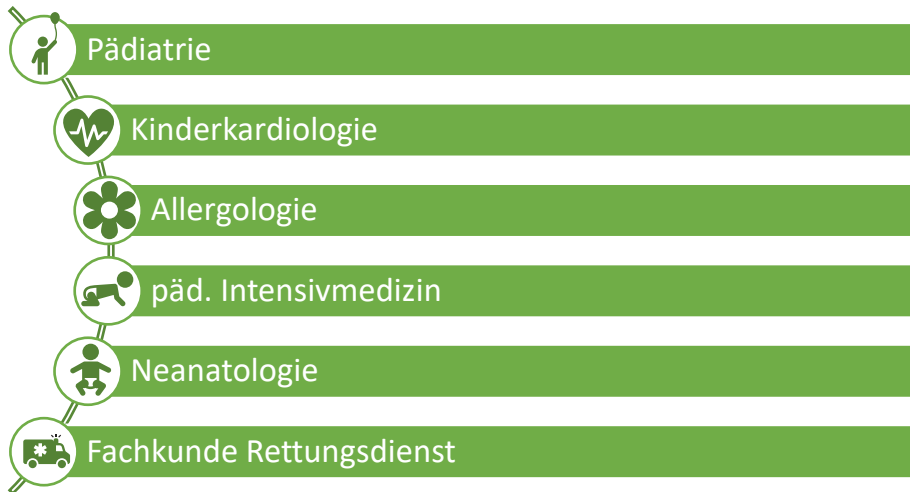 Pädiatrie
Kinderkardiologie
Allergologie
päd. Intensivmedizin
Neanatologie
Fachkunde Rettungsdienst